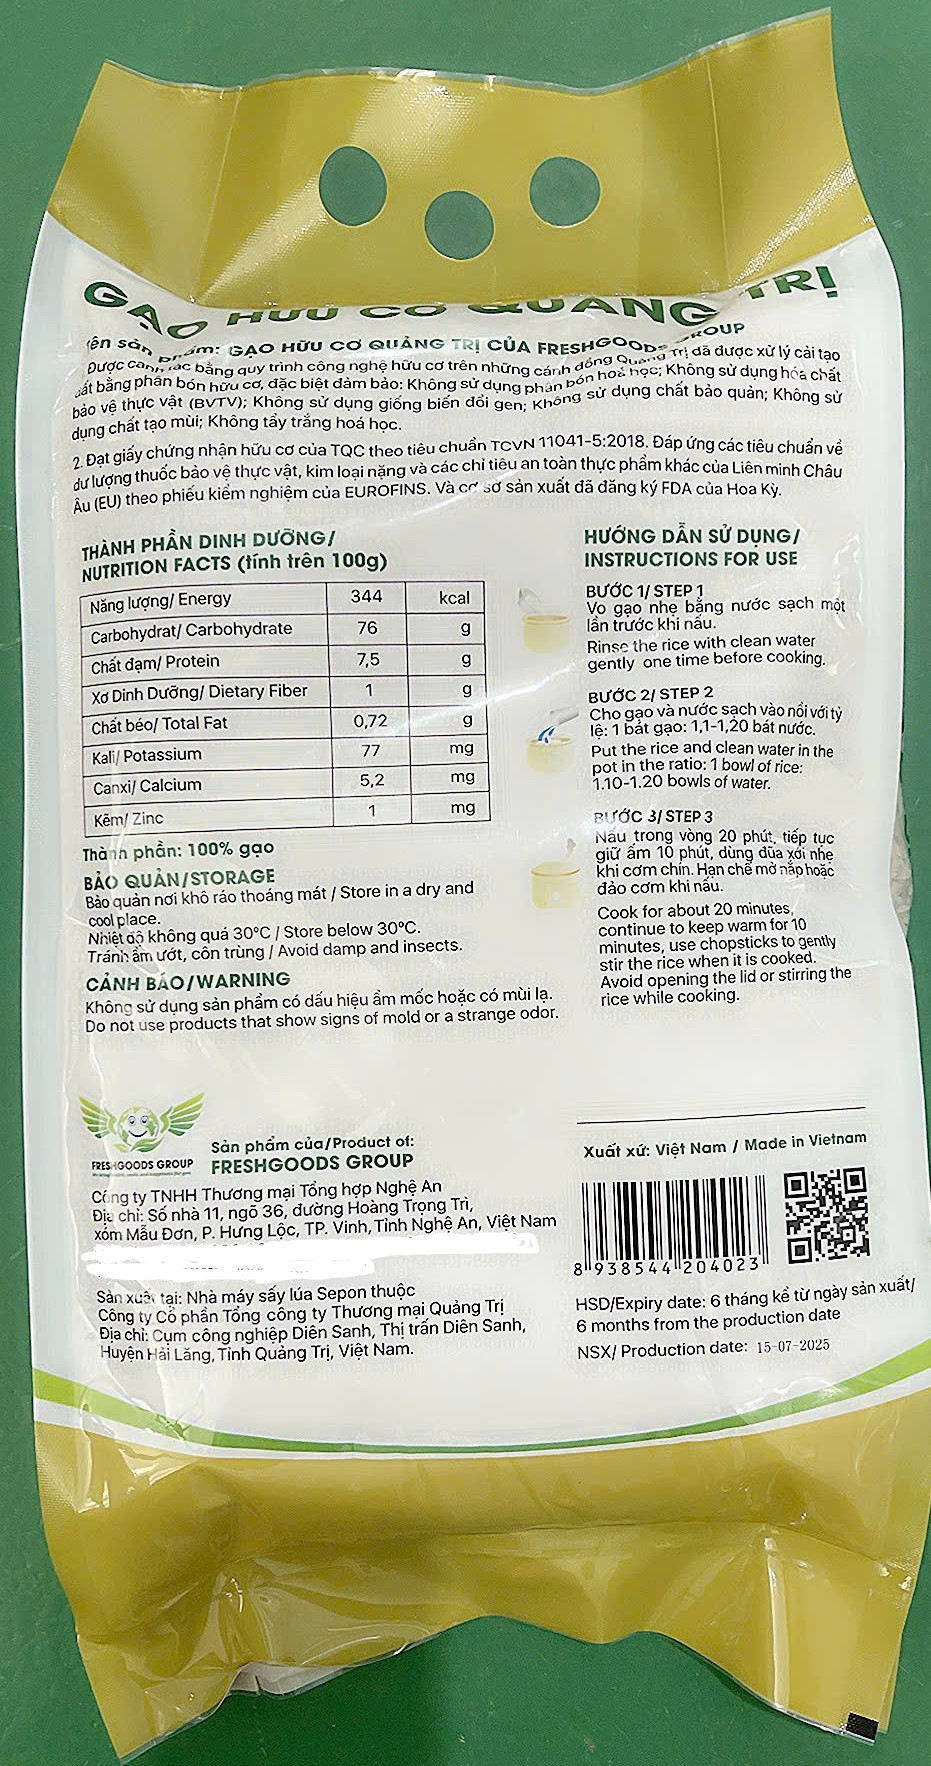 GẠO HỮU CƠ QUẢNG TRỊ
ên sản phẩm: GẠO HỮU CƠ QUẢNG TRỊ CỦA FRESHGOODS GROUP
Được canh tác bằng quy trình công nghệ hữu cơ trên những cánh đồng Quảng Trị đã được xử lý cải tạo
đất bằng phân bón hữu cơ, đặc biệt đảm bảo: Không sử dụng phân bón hoá học; Không sử dụng hóa chất
bảo vệ thực vật (BVTV); Không sử dụng giống biến đổi gen; Không sử dụng chất bảo quản; Không sử
dụng chất tạo mùi; Không tẩy trắng hoá học.
2. Đạt giấy chứng nhận hữu cơ của TQC theo tiêu chuẩn TCVN 11041-5:2018. Đáp ứng các tiêu chuẩn về
dư lượng thuốc bảo vệ thực vật, kim loại nặng và các chỉ tiêu an toàn thực phẩm khác của Liên minh Châu
Âu (EU) theo phiếu kiểm nghiệm của EUROFINS. Và cơ sở sản xuất đã đăng ký FDA của Hoa Kỳ.
THÀNH PHẦN DINH DƯỠNG/
NUTRITION FACTS (tính trên 100g)
Năng lượng/ Energy 344 kcal
Carbohydrat/ Carbohydrate 76 g
Chất đạm/ Protein 7,5 g
Xơ Dinh Dưỡng/ Dietary Fiber 1 g
Chất béo/ Total Fat 0,72 g
Kali/ Potassium 77 mg
Canxi/ Calcium 5,2 mg
Kẽm/ Zinc 1 mg
Thành phần: 100% gạo
BẢO QUẢN/STORAGE
Bảo quản nơi khô ráo thoáng mát / Store in a dry and
cool place.
Nhiệt độ không quá 30°C / Store below 30°C.
Tránh ẩm ướt, côn trùng / Avoid damp and insects.
CẢNH BÁO/WARNING
Không sử dụng sản phẩm có dấu hiệu ẩm mốc hoặc có mùi lạ.
Do not use products that show signs of mold or a strange odor.
HƯỚNG DẪN SỬ DỤNG/
INSTRUCTIONS FOR USE
BƯỚC 1/ STEP 1
Vo gạo nhẹ bằng nước sạch một
lần trước khi nấu.
Rinse the rice with clean water
gently one time before cooking.
BƯỚC 2/ STEP 2
Cho gạo và nước sạch vào nồi với tỷ
lệ: 1 bát gạo: 1,1-1,20 bát nước.
Put the rice and clean water in the
pot in the ratio: 1 bowl of rice:
1.10-1.20 bowls of water.
BƯỚC 3/ STEP 3
Nấu trong vòng 20 phút, tiếp tục
giữ ấm 10 phút, dùng đũa xới nhẹ
khi cơm chín. Hạn chế mở nắp hoặc
đảo cơm khi nấu.
Cook for about 20 minutes,
continue to keep warm for 10
minutes, use chopsticks to gently
stir the rice when it is cooked.
Avoid opening the lid or stirring the
rice while cooking.
FRESHGOODS GROUP
Sản phẩm của/Product of:
FRESHGOODS GROUP
Công ty TNHH Thương mại Tổng hợp Nghệ An
Địa chỉ: Số nhà 11, ngõ 36, đường Hoàng Trọng Trì,
xóm Mẫu Đơn, P. Hưng Lộc, TP. Vinh, Tỉnh Nghệ An, Việt Nam
Sản xuất tại: Nhà máy sấy lúa Sepon thuộc
Công ty Cổ phần Tổng công ty Thương mại Quảng Trị
Địa chỉ: Cụm công nghiệp Diên Sanh, Thị trấn Diên Sanh,
Huyện Hải Lăng, Tỉnh Quảng Trị, Việt Nam.
Xuất xứ: Việt Nam / Made in Vietnam
8 938544 204023
HSD/Expiry date: 6 tháng kể từ ngày sản xuất/
6 months from the production date
NSX/ Production date: 15-07-2025